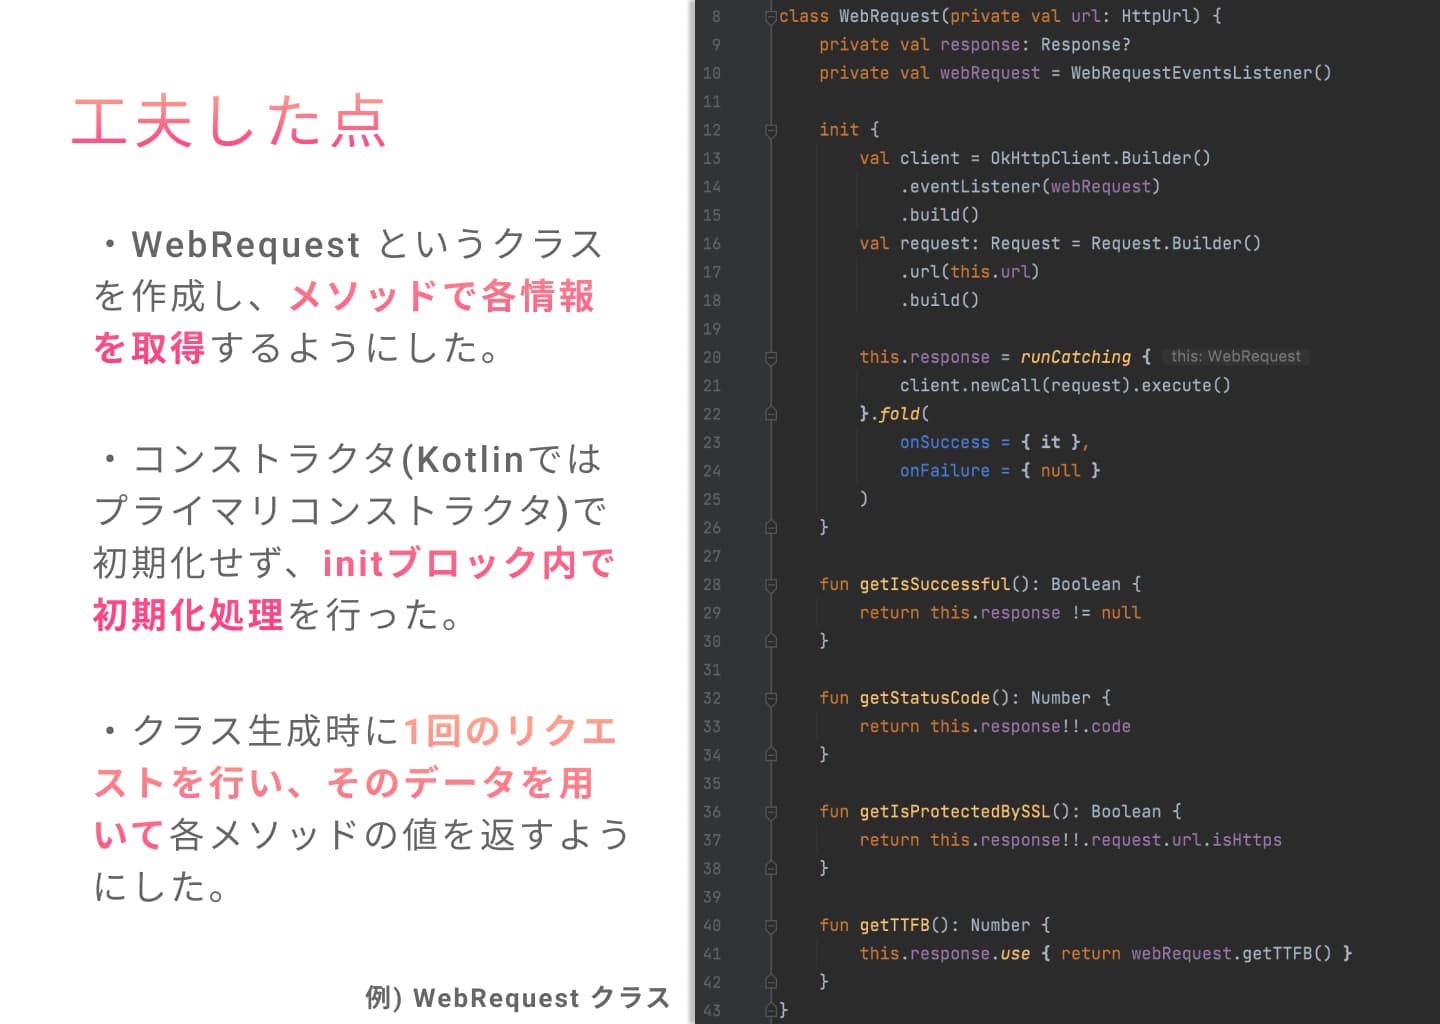 工夫した点
・WebRequest というクラス
を作成し、メソッドで各情報
を取得するようにした。
・コンストラクタ(Kotlinでは
プライマリコンストラクタ)で
初期化せず、initブロック内で
初期化処理を行った。
・クラス生成時に1回のリクエ
ストを行い、そのデータを用
いて各メソッドの値を返すよう
にした。
例) WebRequest クラス
8 class WebRequest(private val url: HttpUrl) {
9     private val response: Response?
10     private val webRequest = WebRequestEventsListener()
11
12     init {
13         val client = OkHttpClient.Builder()
14             .eventListener(webRequest)
15             .build()
16         val request: Request = Request.Builder()
17             .url(this.url)
18             .build()
19
20         this.response = runCatching { this: WebRequest
21             client.newCall(request).execute()
22         }.fold(
23             onSuccess = { it },
24             onFailure = { null }
25         )
26     }
27
28     fun getIsSuccessful(): Boolean {
29         return this.response != null
30     }
31
32     fun getStatusCode(): Number {
33         return this.response!!.code
34     }
35
36     fun getIsProtectedBySSL(): Boolean {
37         return this.response!!.request.url.isHttps
38     }
39
40     fun getTTFB(): Number {
41         this.response.use { return webRequest.getTTFB() }
42     }
43 }